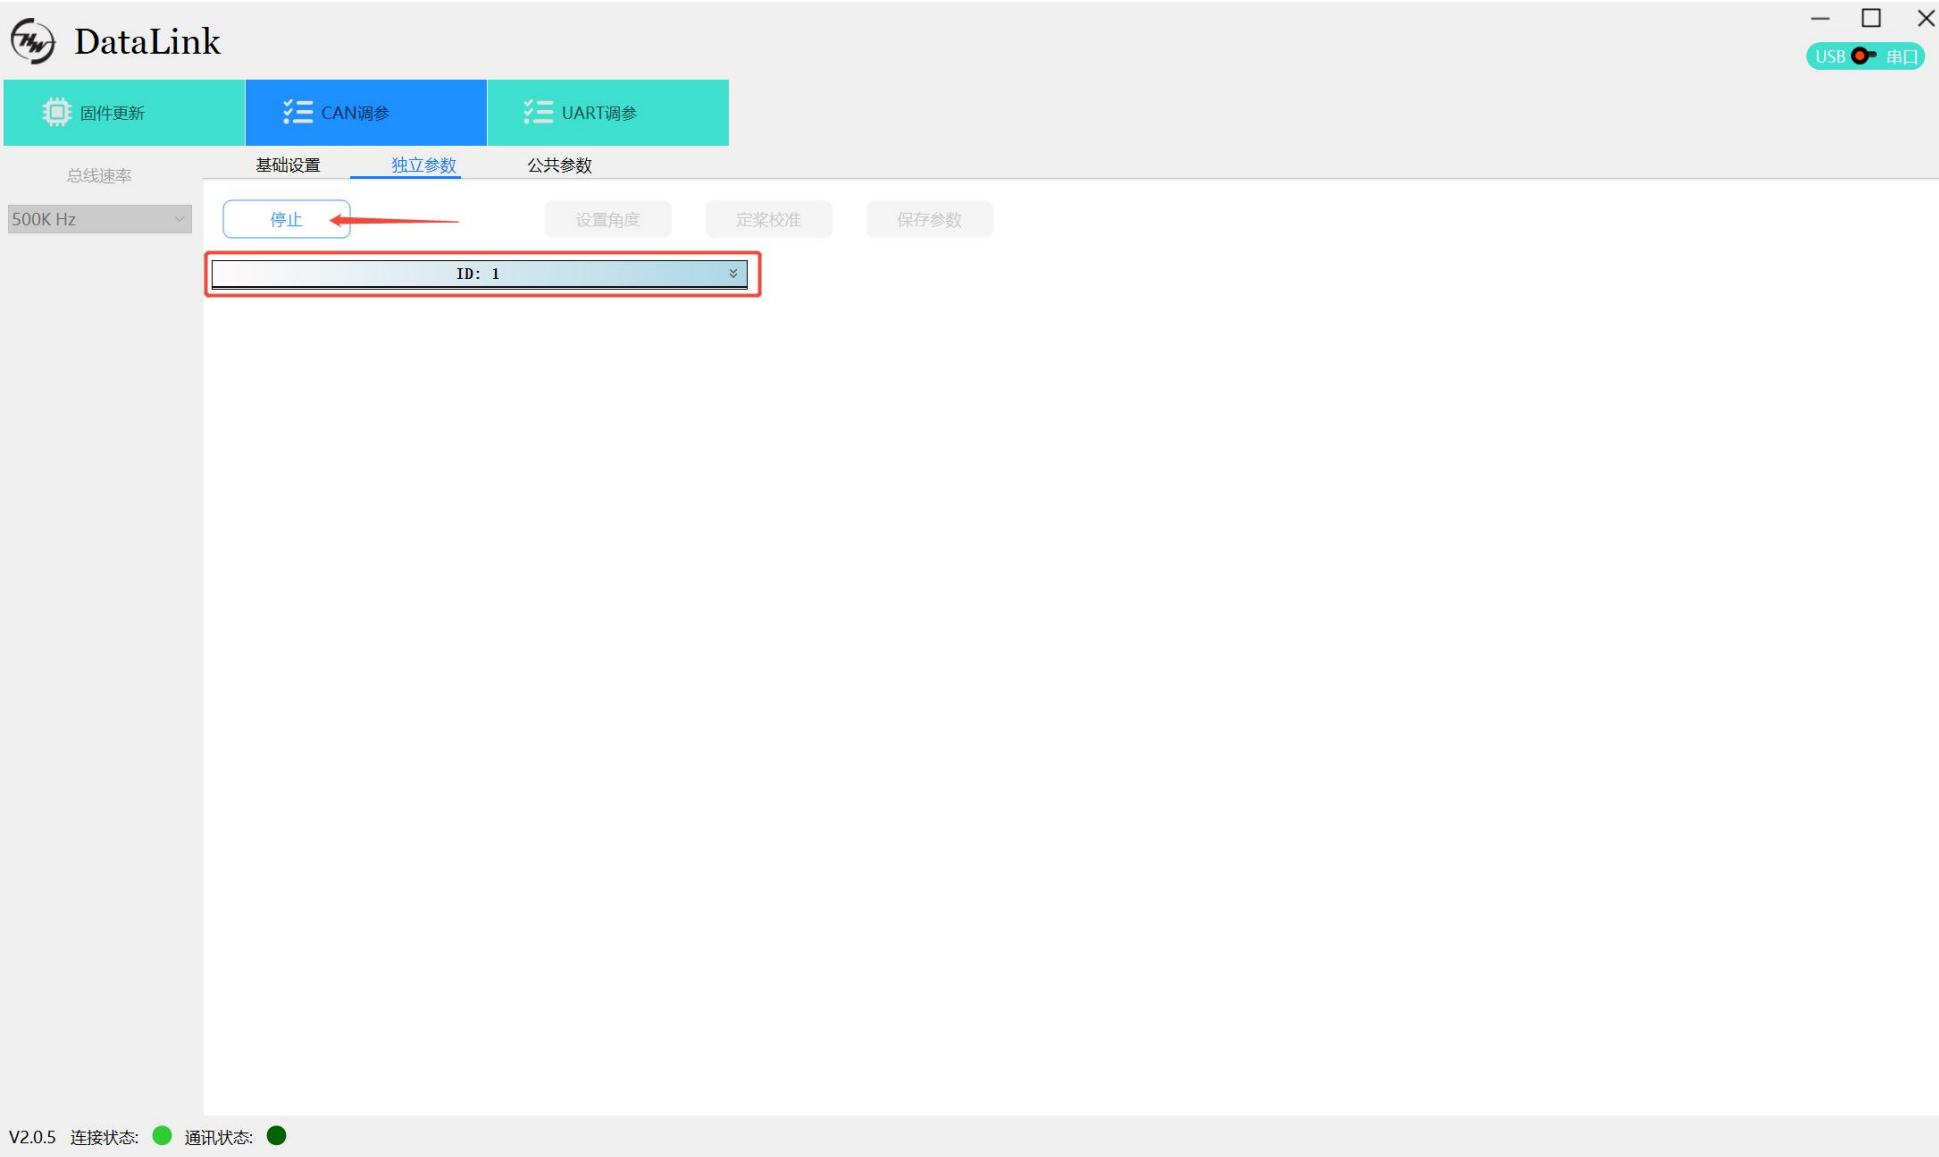 DataLink
USB 串口
固件更新 CAN调参 UART调参
总线速率 基础设置 独立参数 公共参数
500K Hz 停止 设置角度 定桨校准 保存参数
ID: 1
V2.0.5 连接状态: 通讯状态: